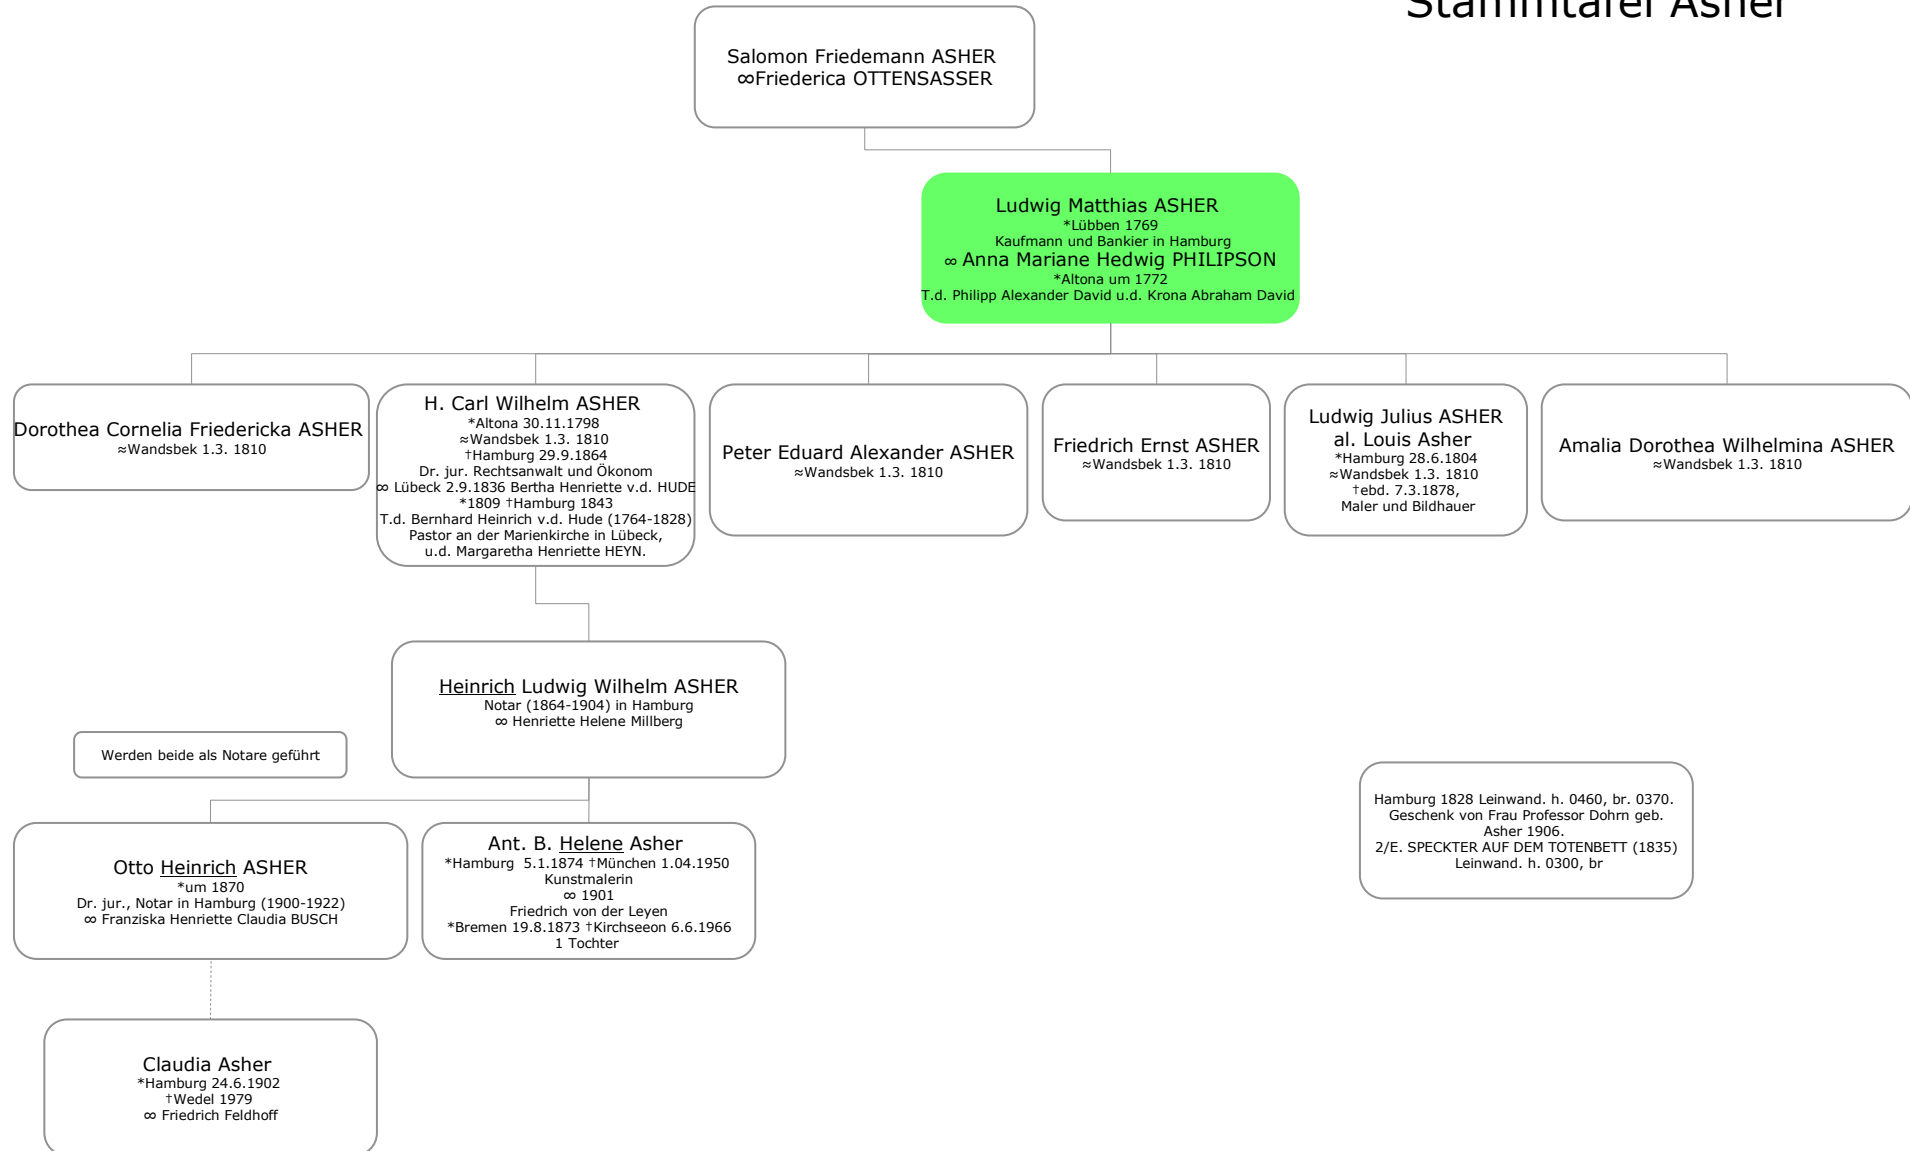 Stammtafel Asher
Salomon Friedemann ASHER
∞Friederica OTTENSASSER
Ludwig Matthias ASHER
*Lübben 1769
Kaufmann und Bankier in Hamburg
∞ Anna Mariane Hedwig PHILIPSON
*Altona um 1772
T.d. Philipp Alexander David u.d. Krona Abraham David
Dorothea Cornelia Friedericka ASHER
≈Wandsbek 1.3. 1810
H. Carl Wilhelm ASHER
*Altona 30.11.1798
≈Wandsbek 1.3. 1810
†Hamburg 29.9.1864
Dr. jur. Rechtsanwalt und Ökonom
∞ Lübeck 2.9.1836 Bertha Henriette v.d. HUDE
*1809 †Hamburg 1843
T.d. Bernhard Heinrich v.d. Hude (1764-1828)
Pastor an der Marienkirche in Lübeck,
u.d. Margaretha Henriette HEYN.
Peter Eduard Alexander ASHER
≈Wandsbek 1.3. 1810
Friedrich Ernst ASHER
≈Wandsbek 1.3. 1810
Ludwig Julius ASHER
al. Louis Asher
*Hamburg 28.6.1804
≈Wandsbek 1.3. 1810
†ebd. 7.3.1878,
Maler und Bildhauer
Amalia Dorothea Wilhelmina ASHER
≈Wandsbek 1.3. 1810
Heinrich Ludwig Wilhelm ASHER
Notar (1864-1904) in Hamburg
∞ Henriette Helene Millberg
Werden beide als Notare geführt
Hamburg 1828 Leinwand. h. 0460, br. 0370.
Geschenk von Frau Professor Dohrn geb.
Asher 1906.
2/E. SPECKTER AUF DEM TOTENBETT (1835)
Leinwand. h. 0300, br
Otto Heinrich ASHER
*um 1870
Dr. jur., Notar in Hamburg (1900-1922)
∞ Franziska Henriette Claudia BUSCH
Ant. B. Helene Asher
*Hamburg  5.1.1874 †München 1.04.1950
Kunstmalerin
∞ 1901
Friedrich von der Leyen
*Bremen 19.8.1873 †Kirchseeon 6.6.1966
1 Tochter
Claudia Asher
*Hamburg 24.6.1902
†Wedel 1979
∞ Friedrich Feldhoff